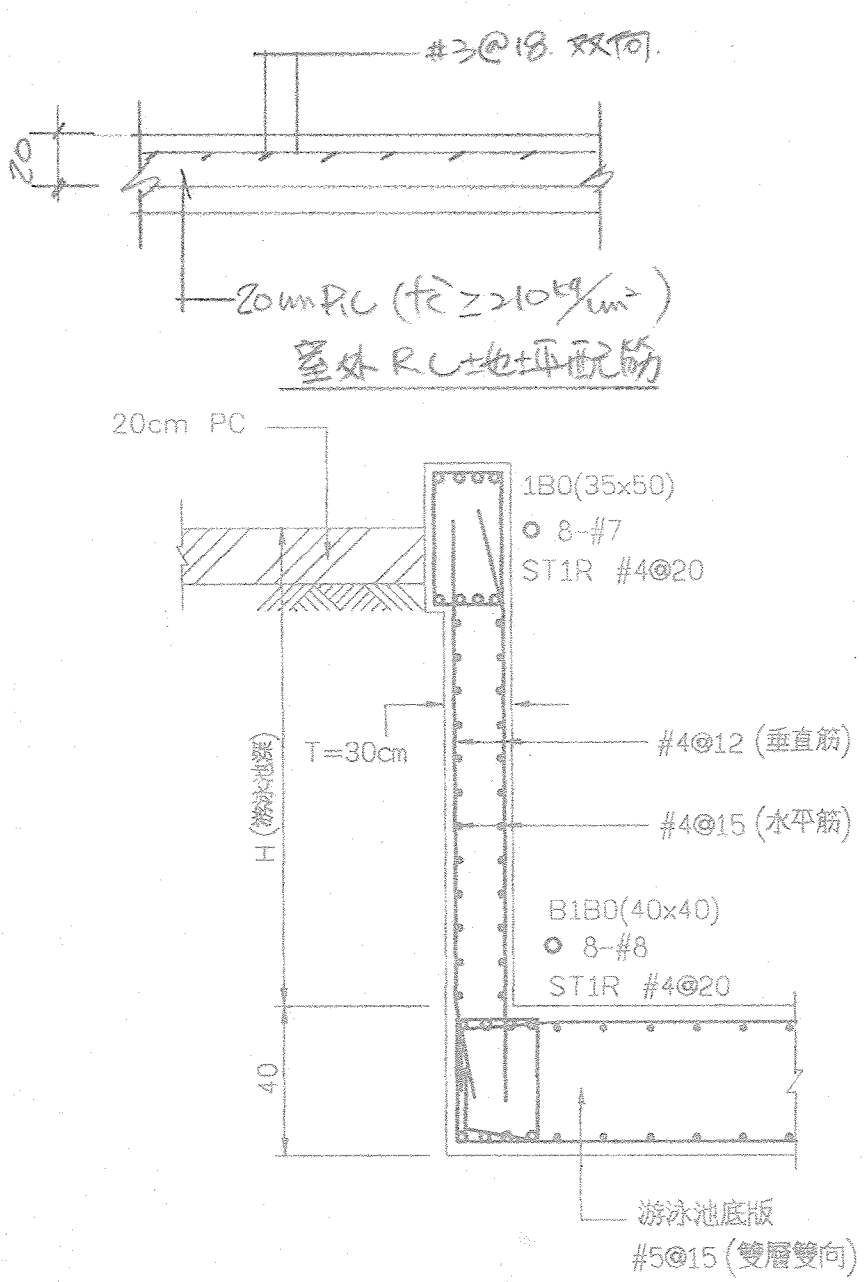 #3@18 双向.
20
20cm P.C (fc' ≥ 210 kg/cm²)
室外 RC 地坪配筋
20cm PC
1B0(35x50)
8-#7
ST1R #4@20
T=30cm
#4@12 (垂直筋)
H (游泳池深)
#4@15 (水平筋)
B1B0(40x40)
8-#8
ST1R #4@20
40
游泳池底版
#5@15 (雙層雙向)